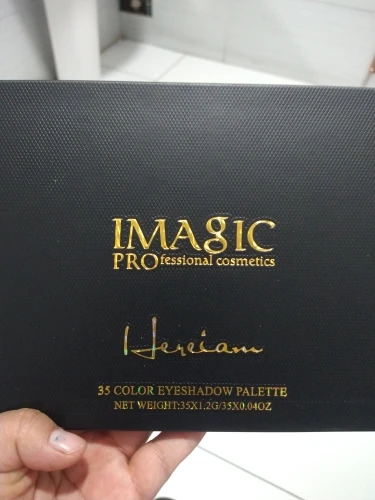 IMAGIC
PROfessional cosmetics
Hereiam
35 COLOR EYESHADOW PALETTE
NET WEIGHT:35X1.2G/35X0.04OZ